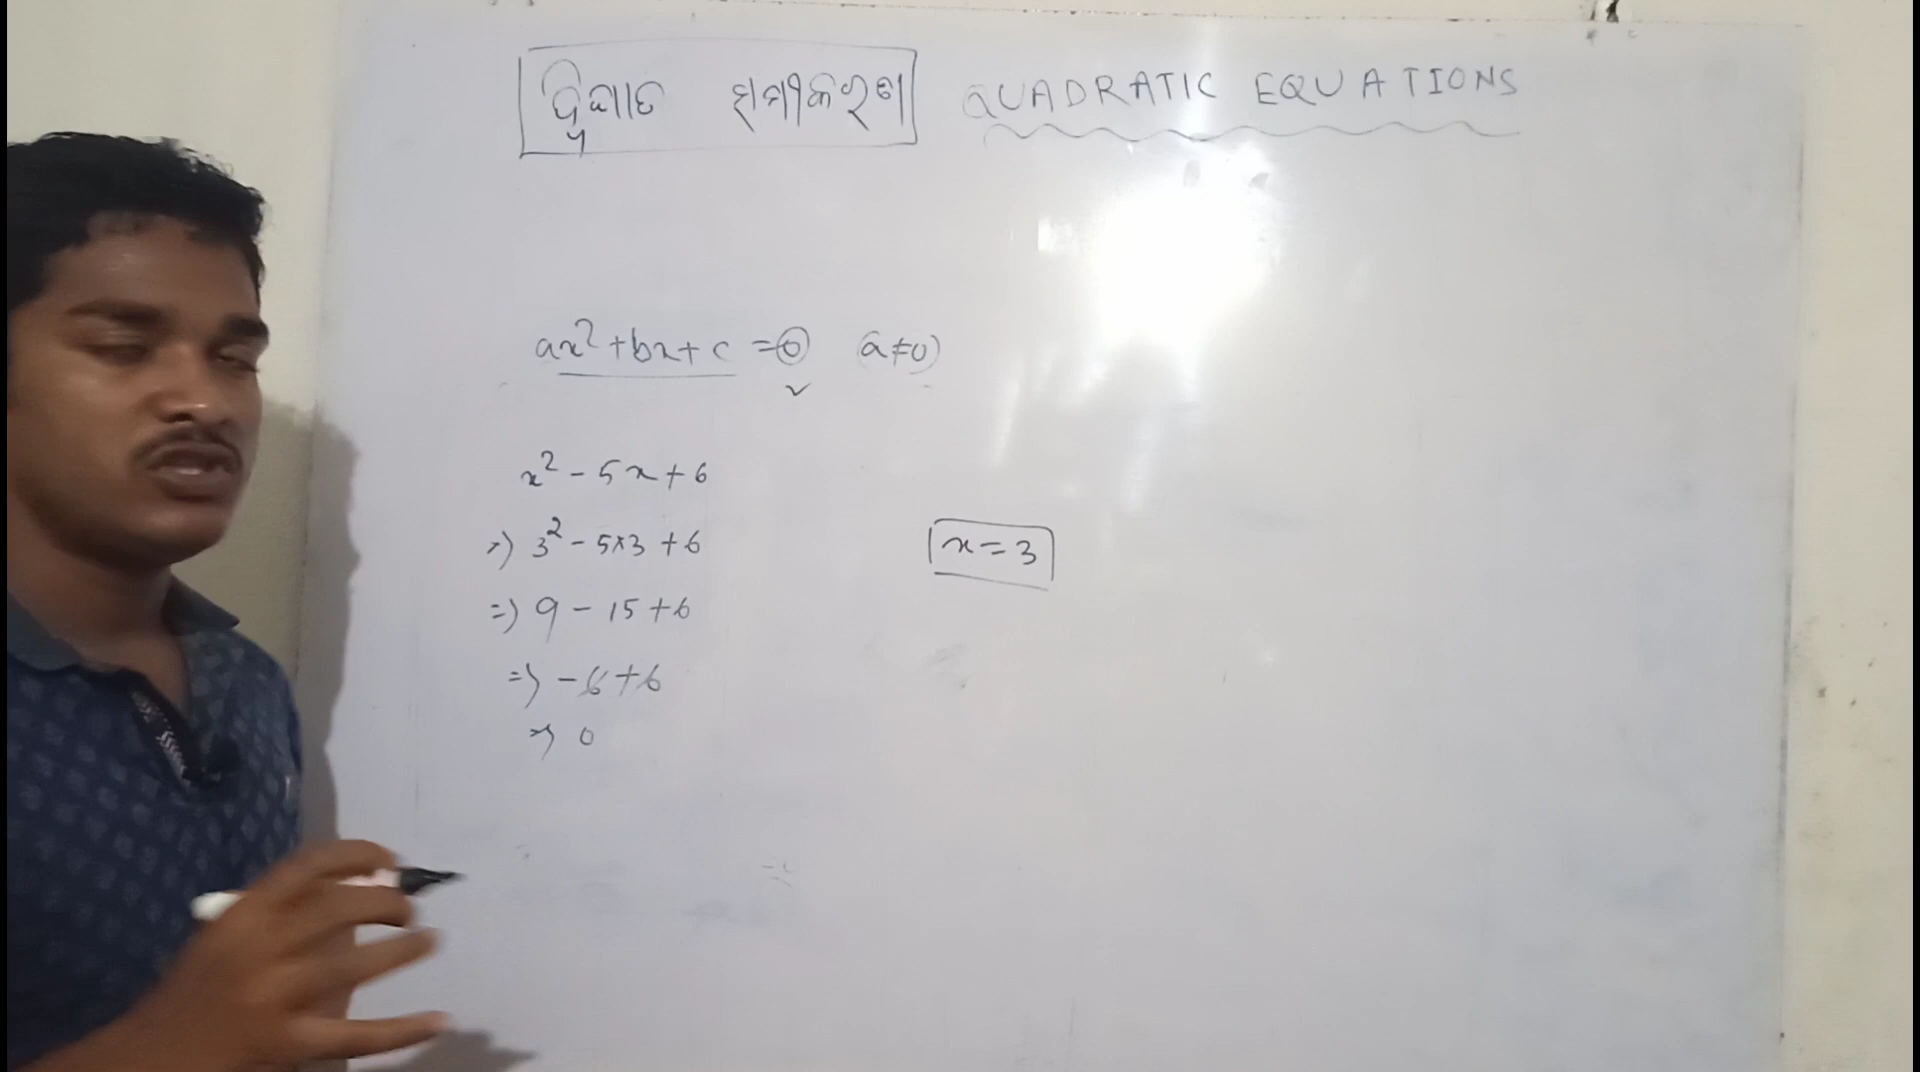 ଦ୍ୱିଘାତ ସମୀକରଣ QUADRATIC EQUATIONS
ax² + bx + c = 0 (a ≠ 0)
x² - 5x + 6
=> 3² - 5×3 + 6
x = 3
=> 9 - 15 + 6
=> -6 + 6
=> 0